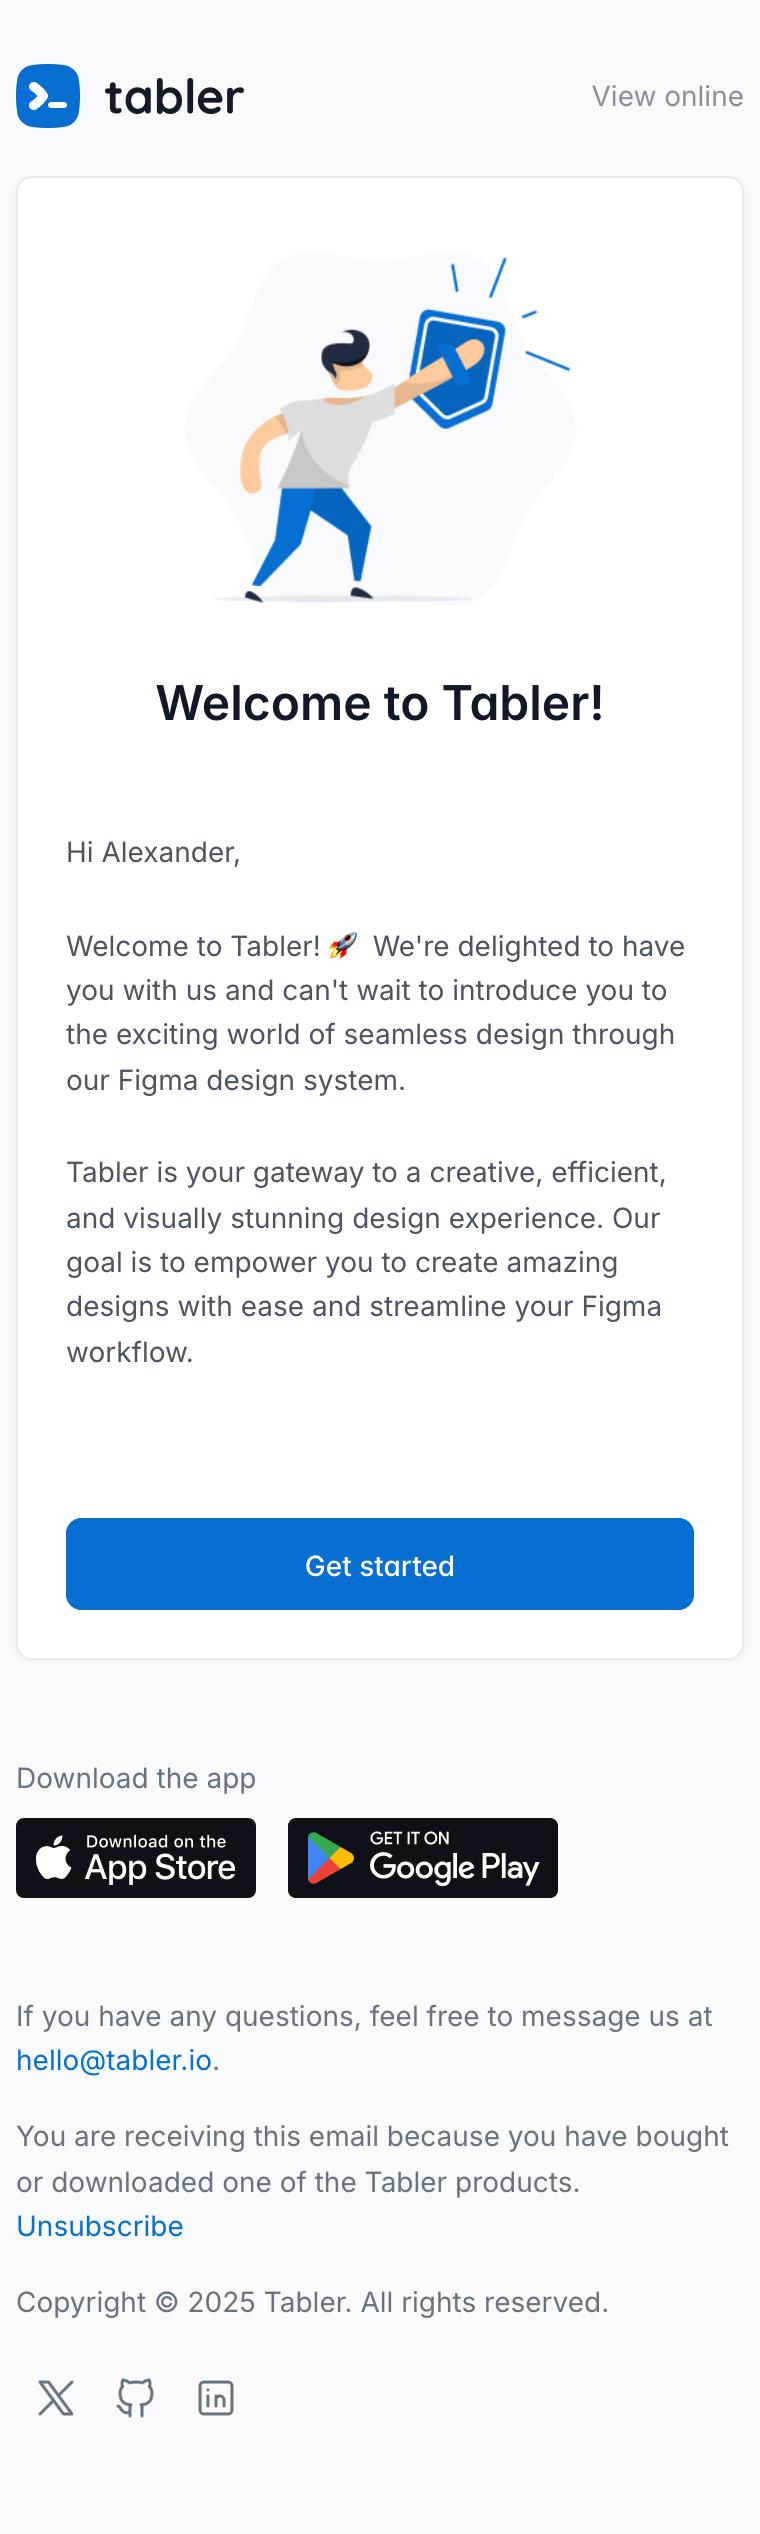 tabler
View online
Welcome to Tabler!
Hi Alexander,
Welcome to Tabler! 🚀 We're delighted to have
you with us and can't wait to introduce you to
the exciting world of seamless design through
our Figma design system.
Tabler is your gateway to a creative, efficient,
and visually stunning design experience. Our
goal is to empower you to create amazing
designs with ease and streamline your Figma
workflow.
Get started
Download the app
Download on the
App Store
GET IT ON
Google Play
If you have any questions, feel free to message us at
hello@tabler.io.
You are receiving this email because you have bought
or downloaded one of the Tabler products.
Unsubscribe
Copyright © 2025 Tabler. All rights reserved.